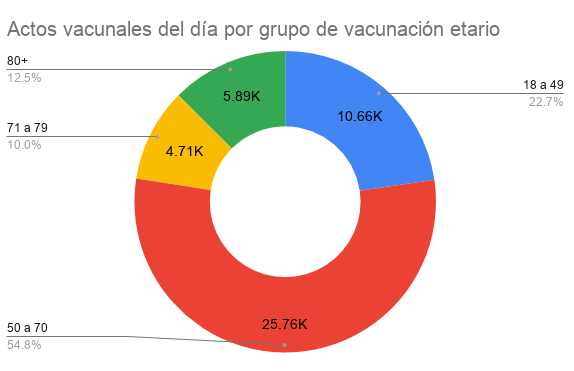 Actos vacunales del día por grupo de vacunación etario
80+
12.5%
5.89K
18 a 49
22.7%
10.66K
71 a 79
10.0%
4.71K
25.76K
50 a 70
54.8%